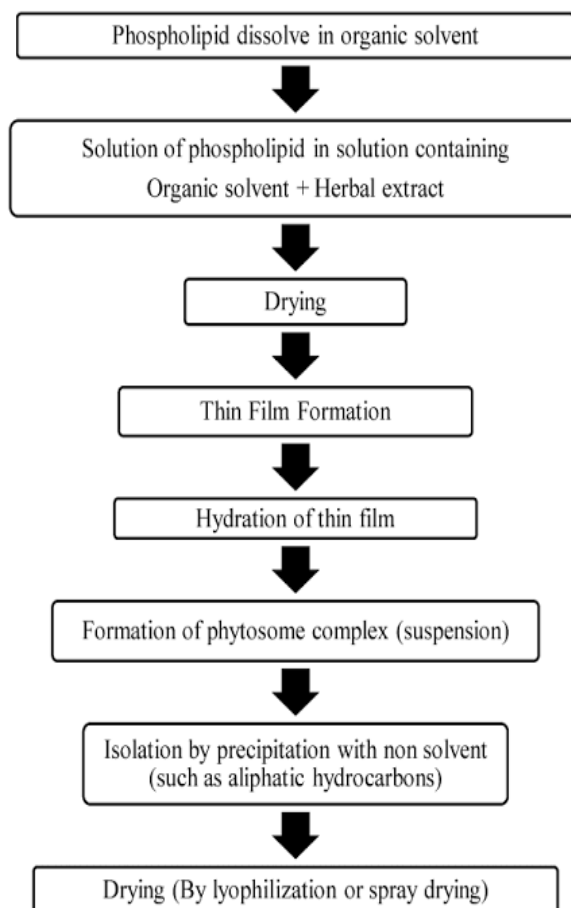 Phospholipid dissolve in organic solvent
Solution of phospholipid in solution containing
Organic solvent + Herbal extract
Drying
Thin Film Formation
Hydration of thin film
Formation of phytosome complex (suspension)
Isolation by precipitation with non solvent
(such as aliphatic hydrocarbons)
Drying (By lyophilization or spray drying)